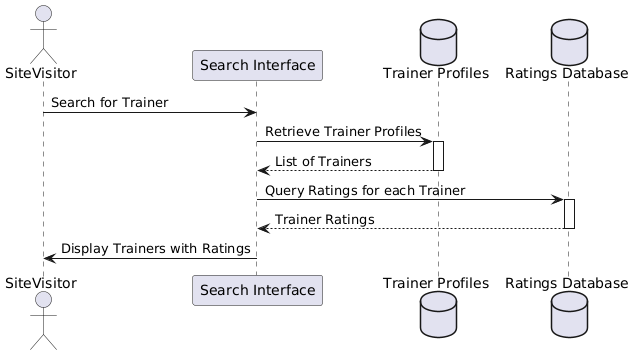 SiteVisitor
Search Interface
Trainer Profiles
Ratings Database
Search for Trainer
Retrieve Trainer Profiles
List of Trainers
Query Ratings for each Trainer
Trainer Ratings
Display Trainers with Ratings
SiteVisitor
Search Interface
Trainer Profiles
Ratings Database